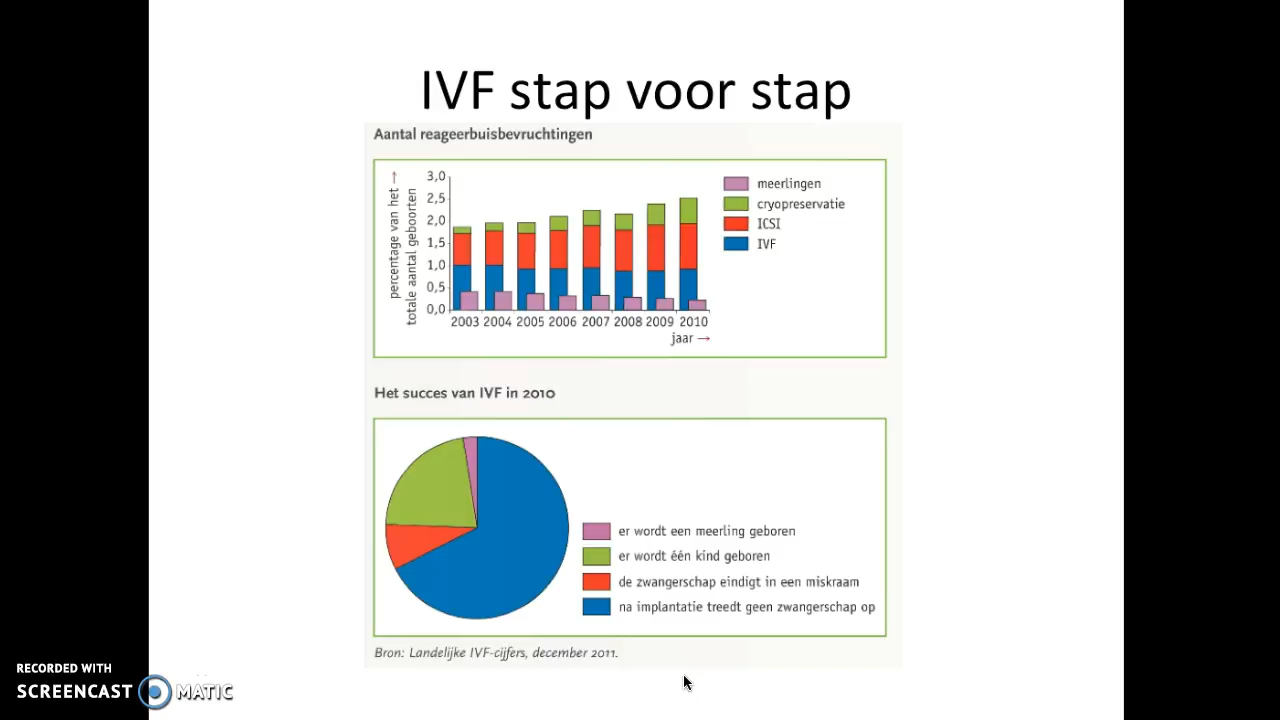 IVF stap voor stap
Aantal reageerbuisbevruchtingen
percentage van het →
totale aantal geboorten
3,0
2,5
2,0
1,5
1,0
0,5
0,0
2003 2004 2005 2006 2007 2008 2009 2010
jaar →
meerlingen
cryopreservatie
ICSI
IVF
Het succes van IVF in 2010
er wordt een meerling geboren
er wordt één kind geboren
de zwangerschap eindigt in een miskraam
na implantatie treedt geen zwangerschap op
Bron: Landelijke IVF-cijfers, december 2011.
RECORDED WITH
SCREENCAST MATIC